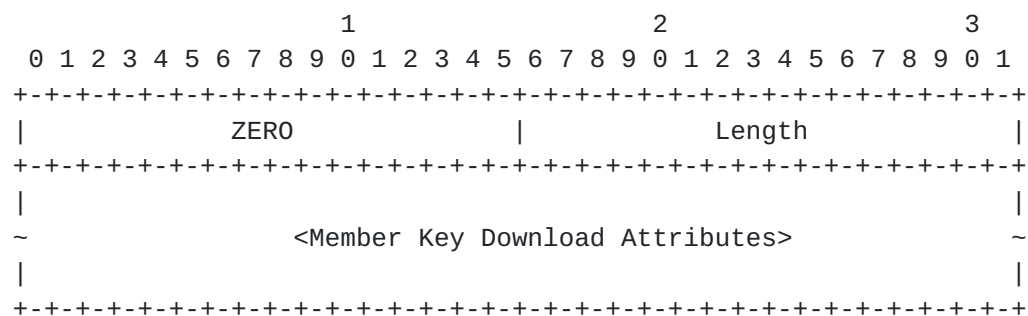 1                   2                   3
 0 1 2 3 4 5 6 7 8 9 0 1 2 3 4 5 6 7 8 9 0 1 2 3 4 5 6 7 8 9 0 1
+-+-+-+-+-+-+-+-+-+-+-+-+-+-+-+-+-+-+-+-+-+-+-+-+-+-+-+-+-+-+-+-+
|             ZERO              |            Length             |
+-+-+-+-+-+-+-+-+-+-+-+-+-+-+-+-+-+-+-+-+-+-+-+-+-+-+-+-+-+-+-+-+
|                                                               |
~                 <Member Key Download Attributes>              ~
|                                                               |
+-+-+-+-+-+-+-+-+-+-+-+-+-+-+-+-+-+-+-+-+-+-+-+-+-+-+-+-+-+-+-+-+